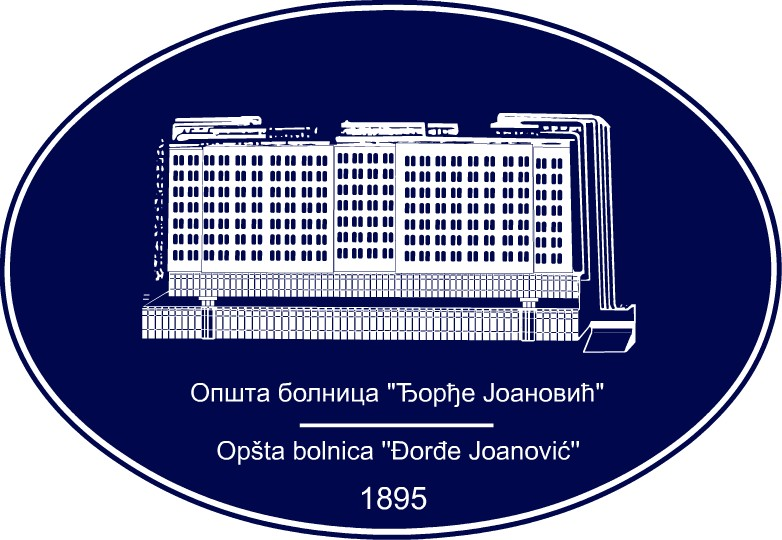 Општа болница "Ђорђе Јоановић"
Opšta bolnica "Đorđe Joanović"
1895